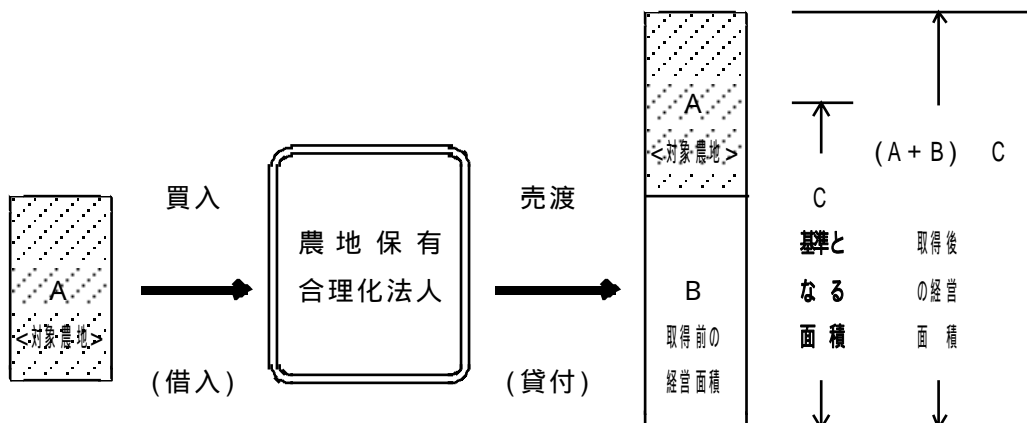 A
<対象農地>
買入
(借入)
農地保有
合理化法人
売渡
(貸付)
A
<対象農地>
B
取得前の
経営面積
C
基準と
なる
面積
(A+B) C
取得後
の経営
面積